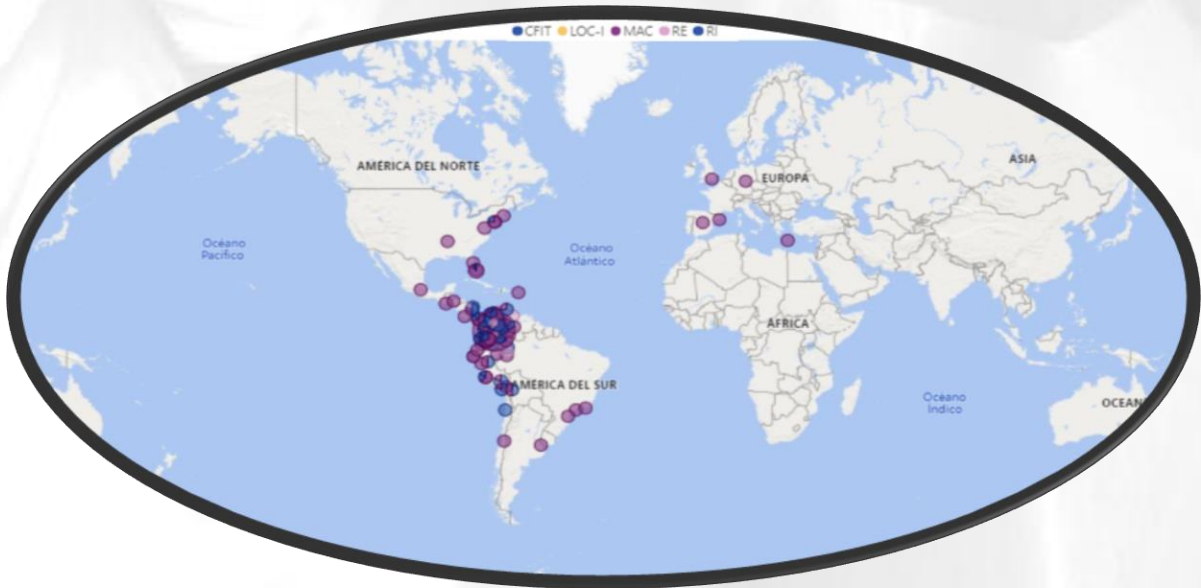 CFIT LOC-I MAC RE RI
AMÉRICA DEL NORTE
ASIA
EUROPA
Océano
Pacífico
Océano
Atlántico
ÁFRICA
AMÉRICA DEL SUR
Océano
Índico
OCEAN